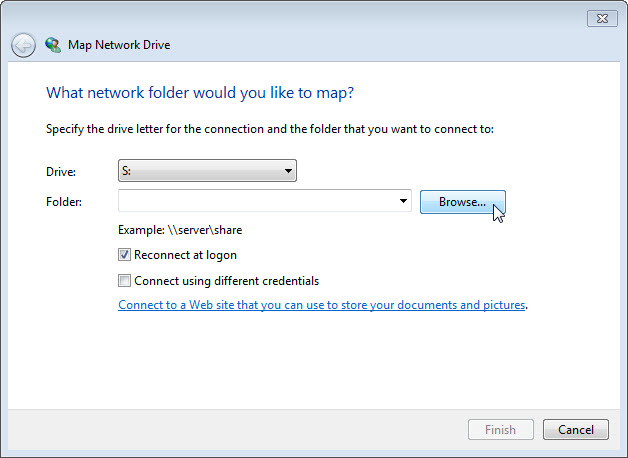 Map Network Drive
What network folder would you like to map?
Specify the drive letter for the connection and the folder that you want to connect to:
Drive: S:
Folder: Browse...
Example: \\server\share
Reconnect at logon
Connect using different credentials
Connect to a Web site that you can use to store your documents and pictures.
Finish Cancel